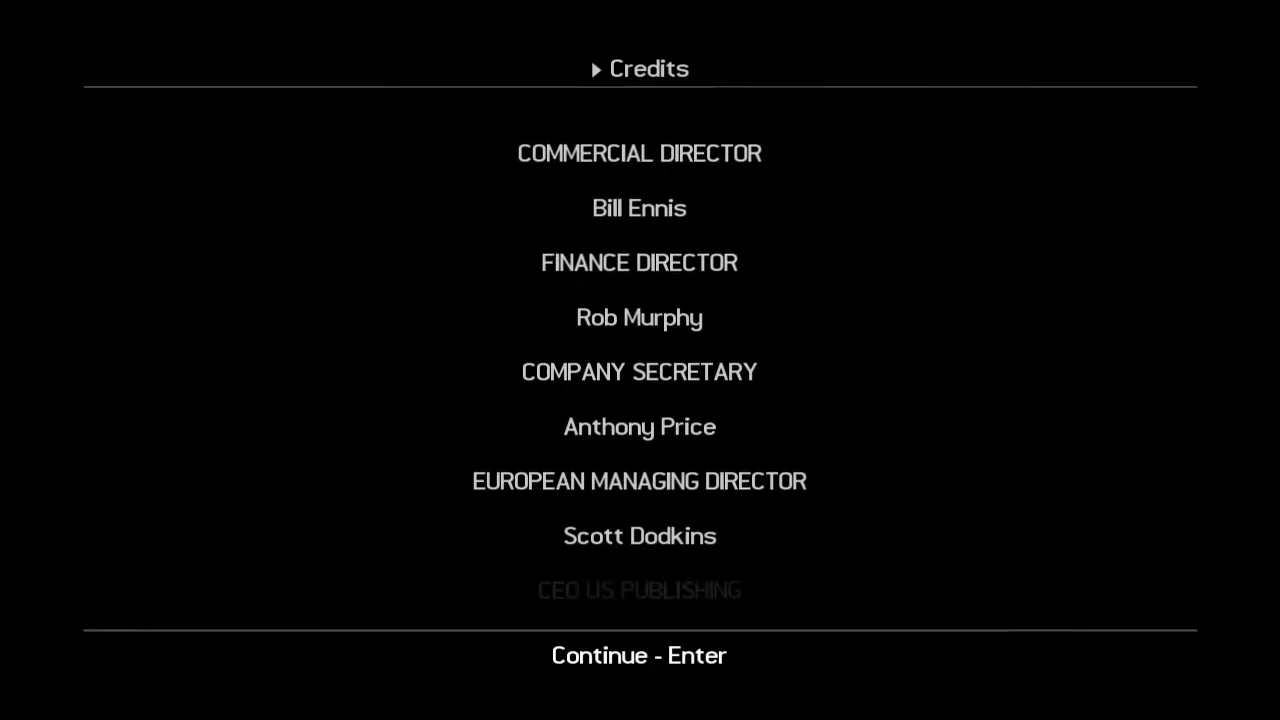 Credits
COMMERCIAL DIRECTOR
Bill Ennis
FINANCE DIRECTOR
Rob Murphy
COMPANY SECRETARY
Anthony Price
EUROPEAN MANAGING DIRECTOR
Scott Dodkins
CEO US PUBLISHING
Continue - Enter